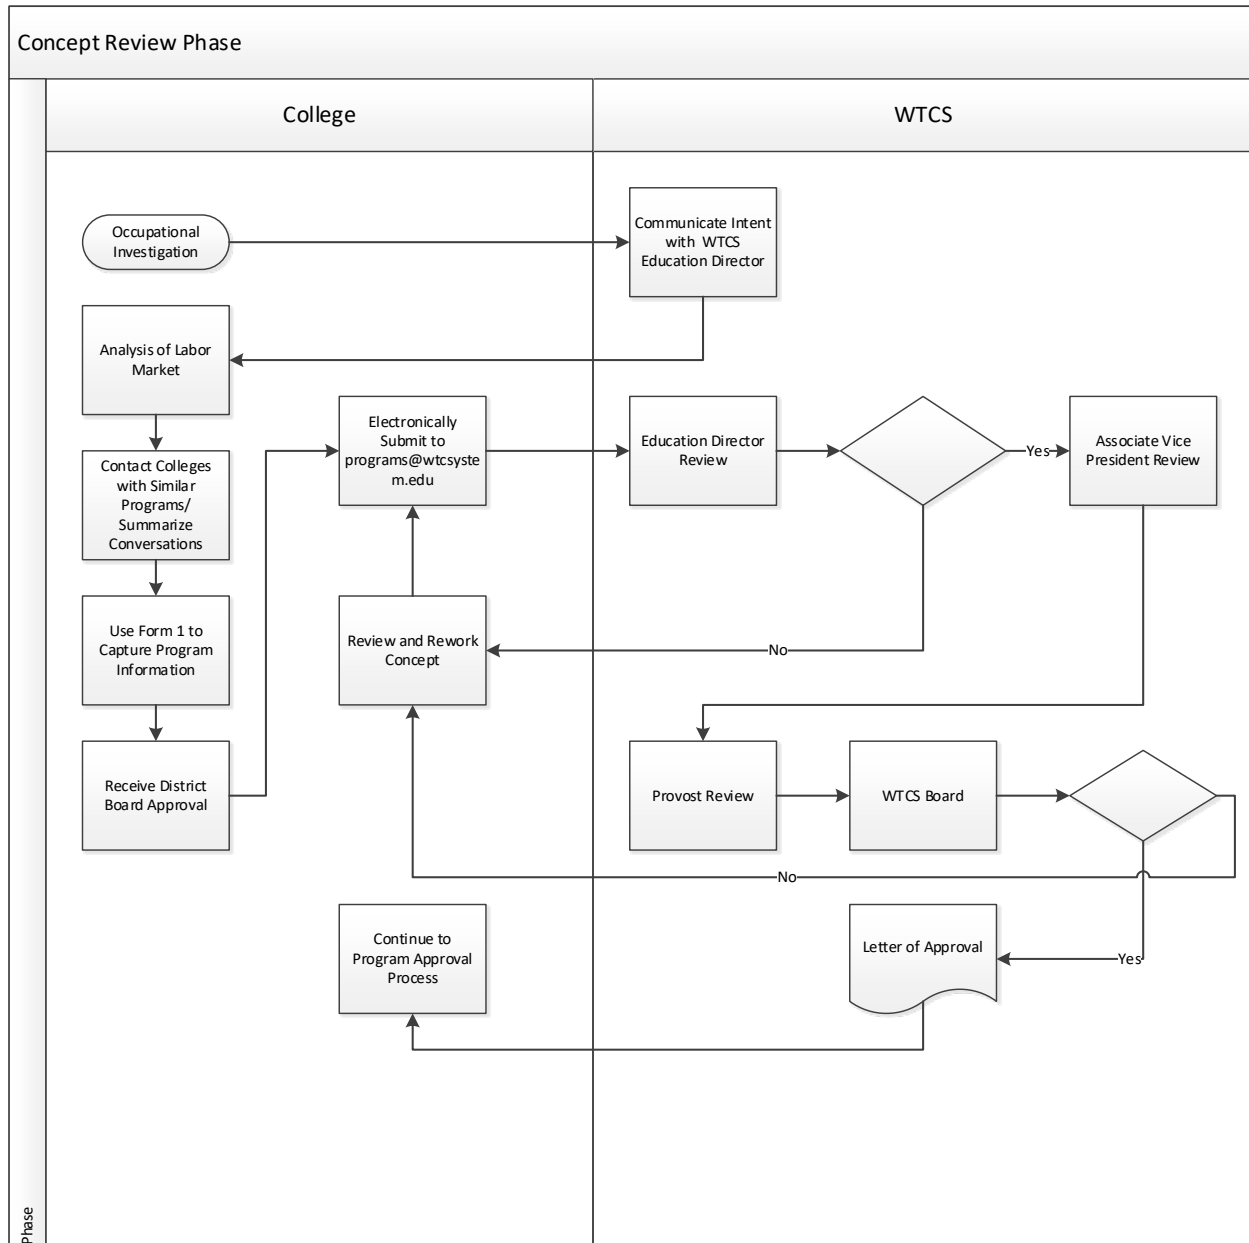 Concept Review Phase
College
WTCS
Occupational
Investigation
Communicate Intent
with WTCS
Education Director
Analysis of Labor
Market
Electronically
Submit to
programs@wtcsyste
m.edu
Education Director
Review
Yes
Associate Vice
President Review
Contact Colleges
with Similar
Programs/
Summarize
Conversations
Use Form 1 to
Capture Program
Information
Review and Rework
Concept
No
Receive District
Board Approval
Provost Review
WTCS Board
No
Continue to
Program Approval
Process
Letter of Approval
Yes
Phase